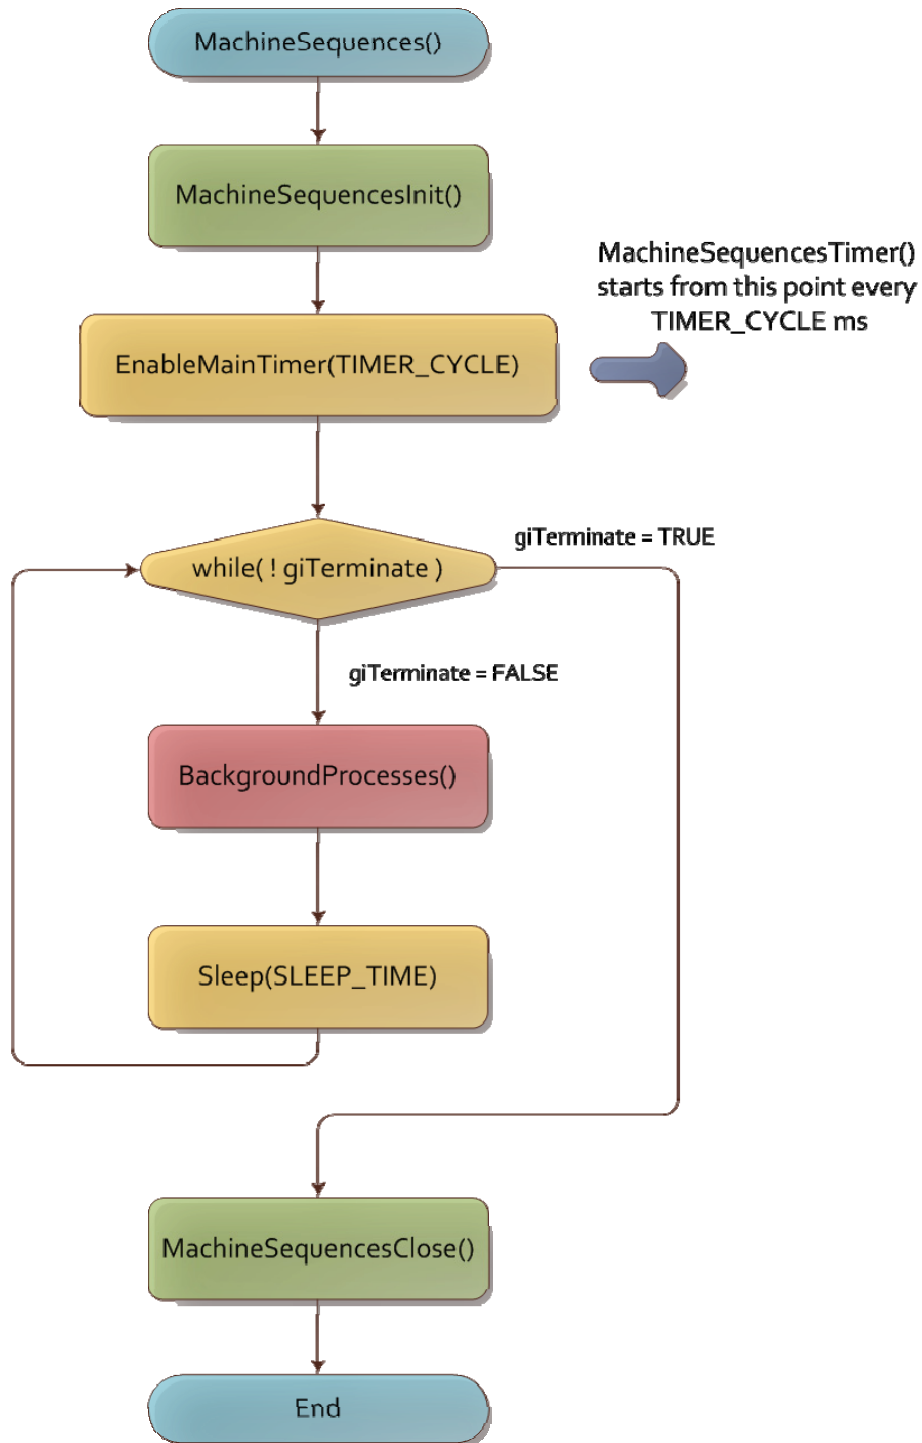 MachineSequences()
MachineSequencesInit()
MachineSequencesTimer()
starts from this point every
TIMER_CYCLE ms
EnableMainTimer(TIMER_CYCLE)
giTerminate = TRUE
while( ! giTerminate )
giTerminate = FALSE
BackgroundProcesses()
Sleep(SLEEP_TIME)
MachineSequencesClose()
End